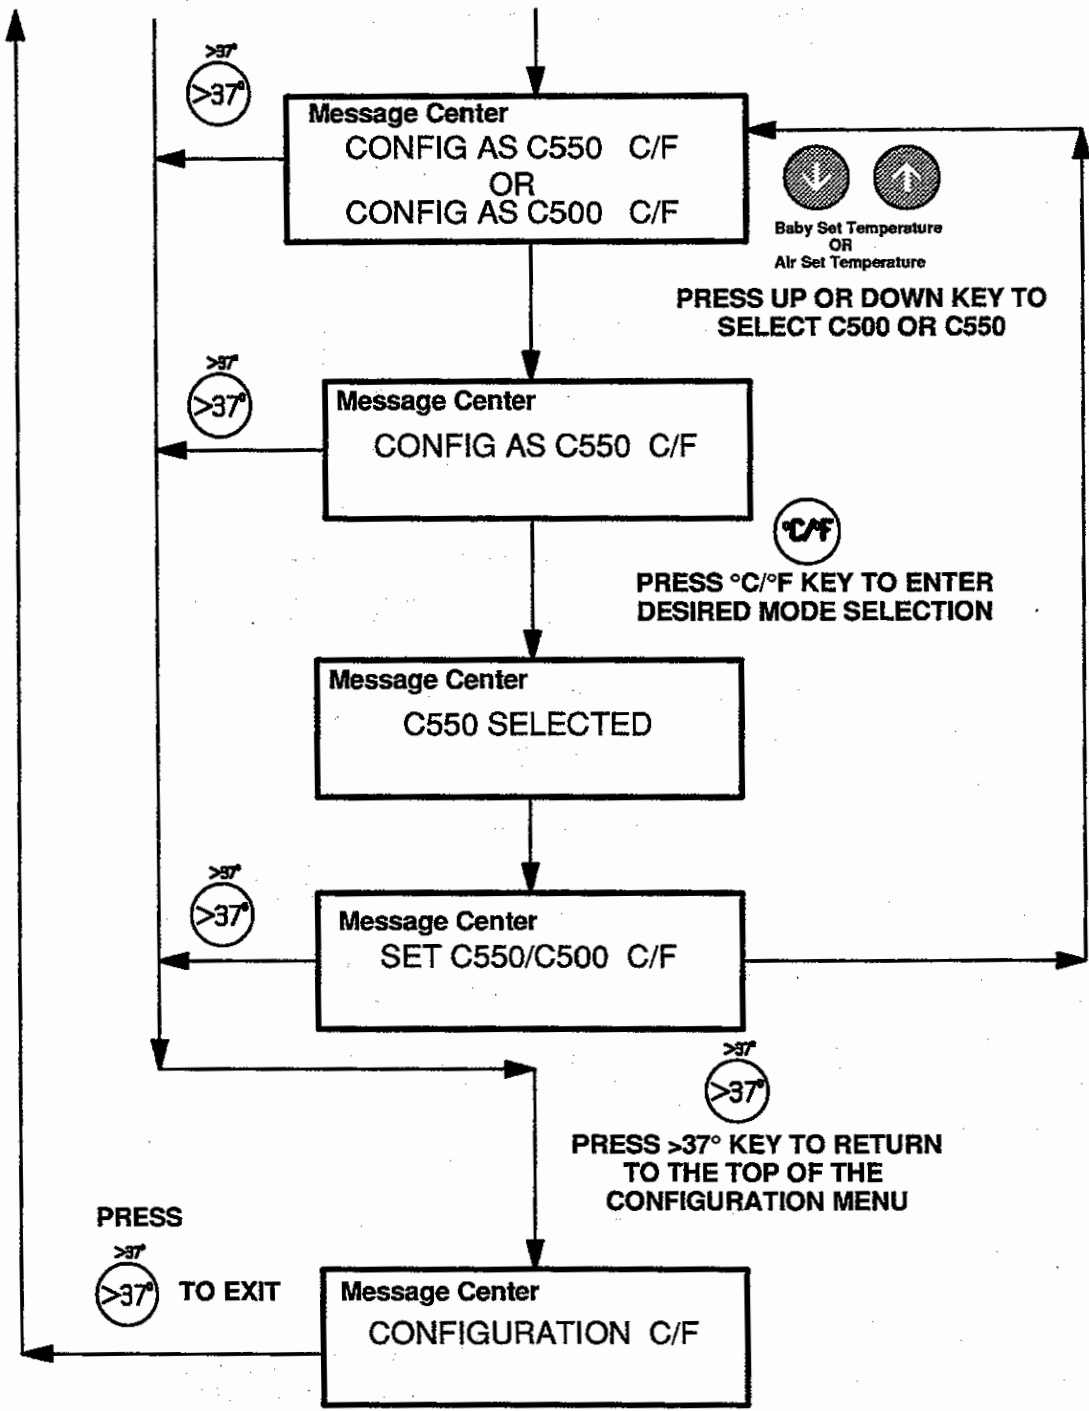 >37°
>37°
Message Center
CONFIG AS C550 C/F
OR
CONFIG AS C500 C/F
Baby Set Temperature
OR
Air Set Temperature
PRESS UP OR DOWN KEY TO
SELECT C500 OR C550
>37°
>37°
Message Center
CONFIG AS C550 C/F
°C/°F
PRESS °C/°F KEY TO ENTER
DESIRED MODE SELECTION
Message Center
C550 SELECTED
>37°
>37°
Message Center
SET C550/C500 C/F
>37°
>37°
PRESS >37° KEY TO RETURN
TO THE TOP OF THE
CONFIGURATION MENU
PRESS
>37°
>37° TO EXIT
Message Center
CONFIGURATION C/F